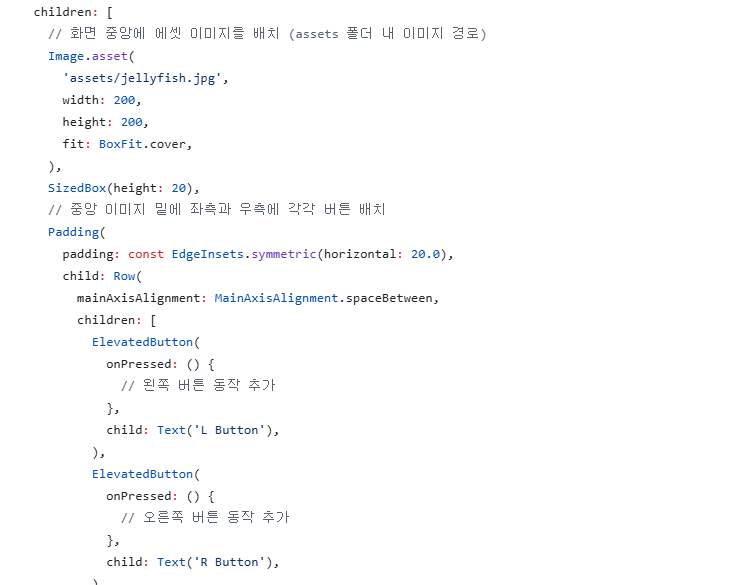 children: [
// 화면 중앙에 에셋 이미지를 배치 (assets 폴더 내 이미지 경로)
Image.asset(
'assets/jellyfish.jpg',
width: 200,
height: 200,
fit: BoxFit.cover,
),
SizedBox(height: 20),
// 중앙 이미지 밑에 좌측과 우측에 각각 버튼 배치
Padding(
padding: const EdgeInsets.symmetric(horizontal: 20.0),
child: Row(
mainAxisAlignment: MainAxisAlignment.spaceBetween,
children: [
ElevatedButton(
onPressed: () {
// 왼쪽 버튼 동작 추가
},
child: Text('L Button'),
),
ElevatedButton(
onPressed: () {
// 오른쪽 버튼 동작 추가
},
child: Text('R Button'),
)